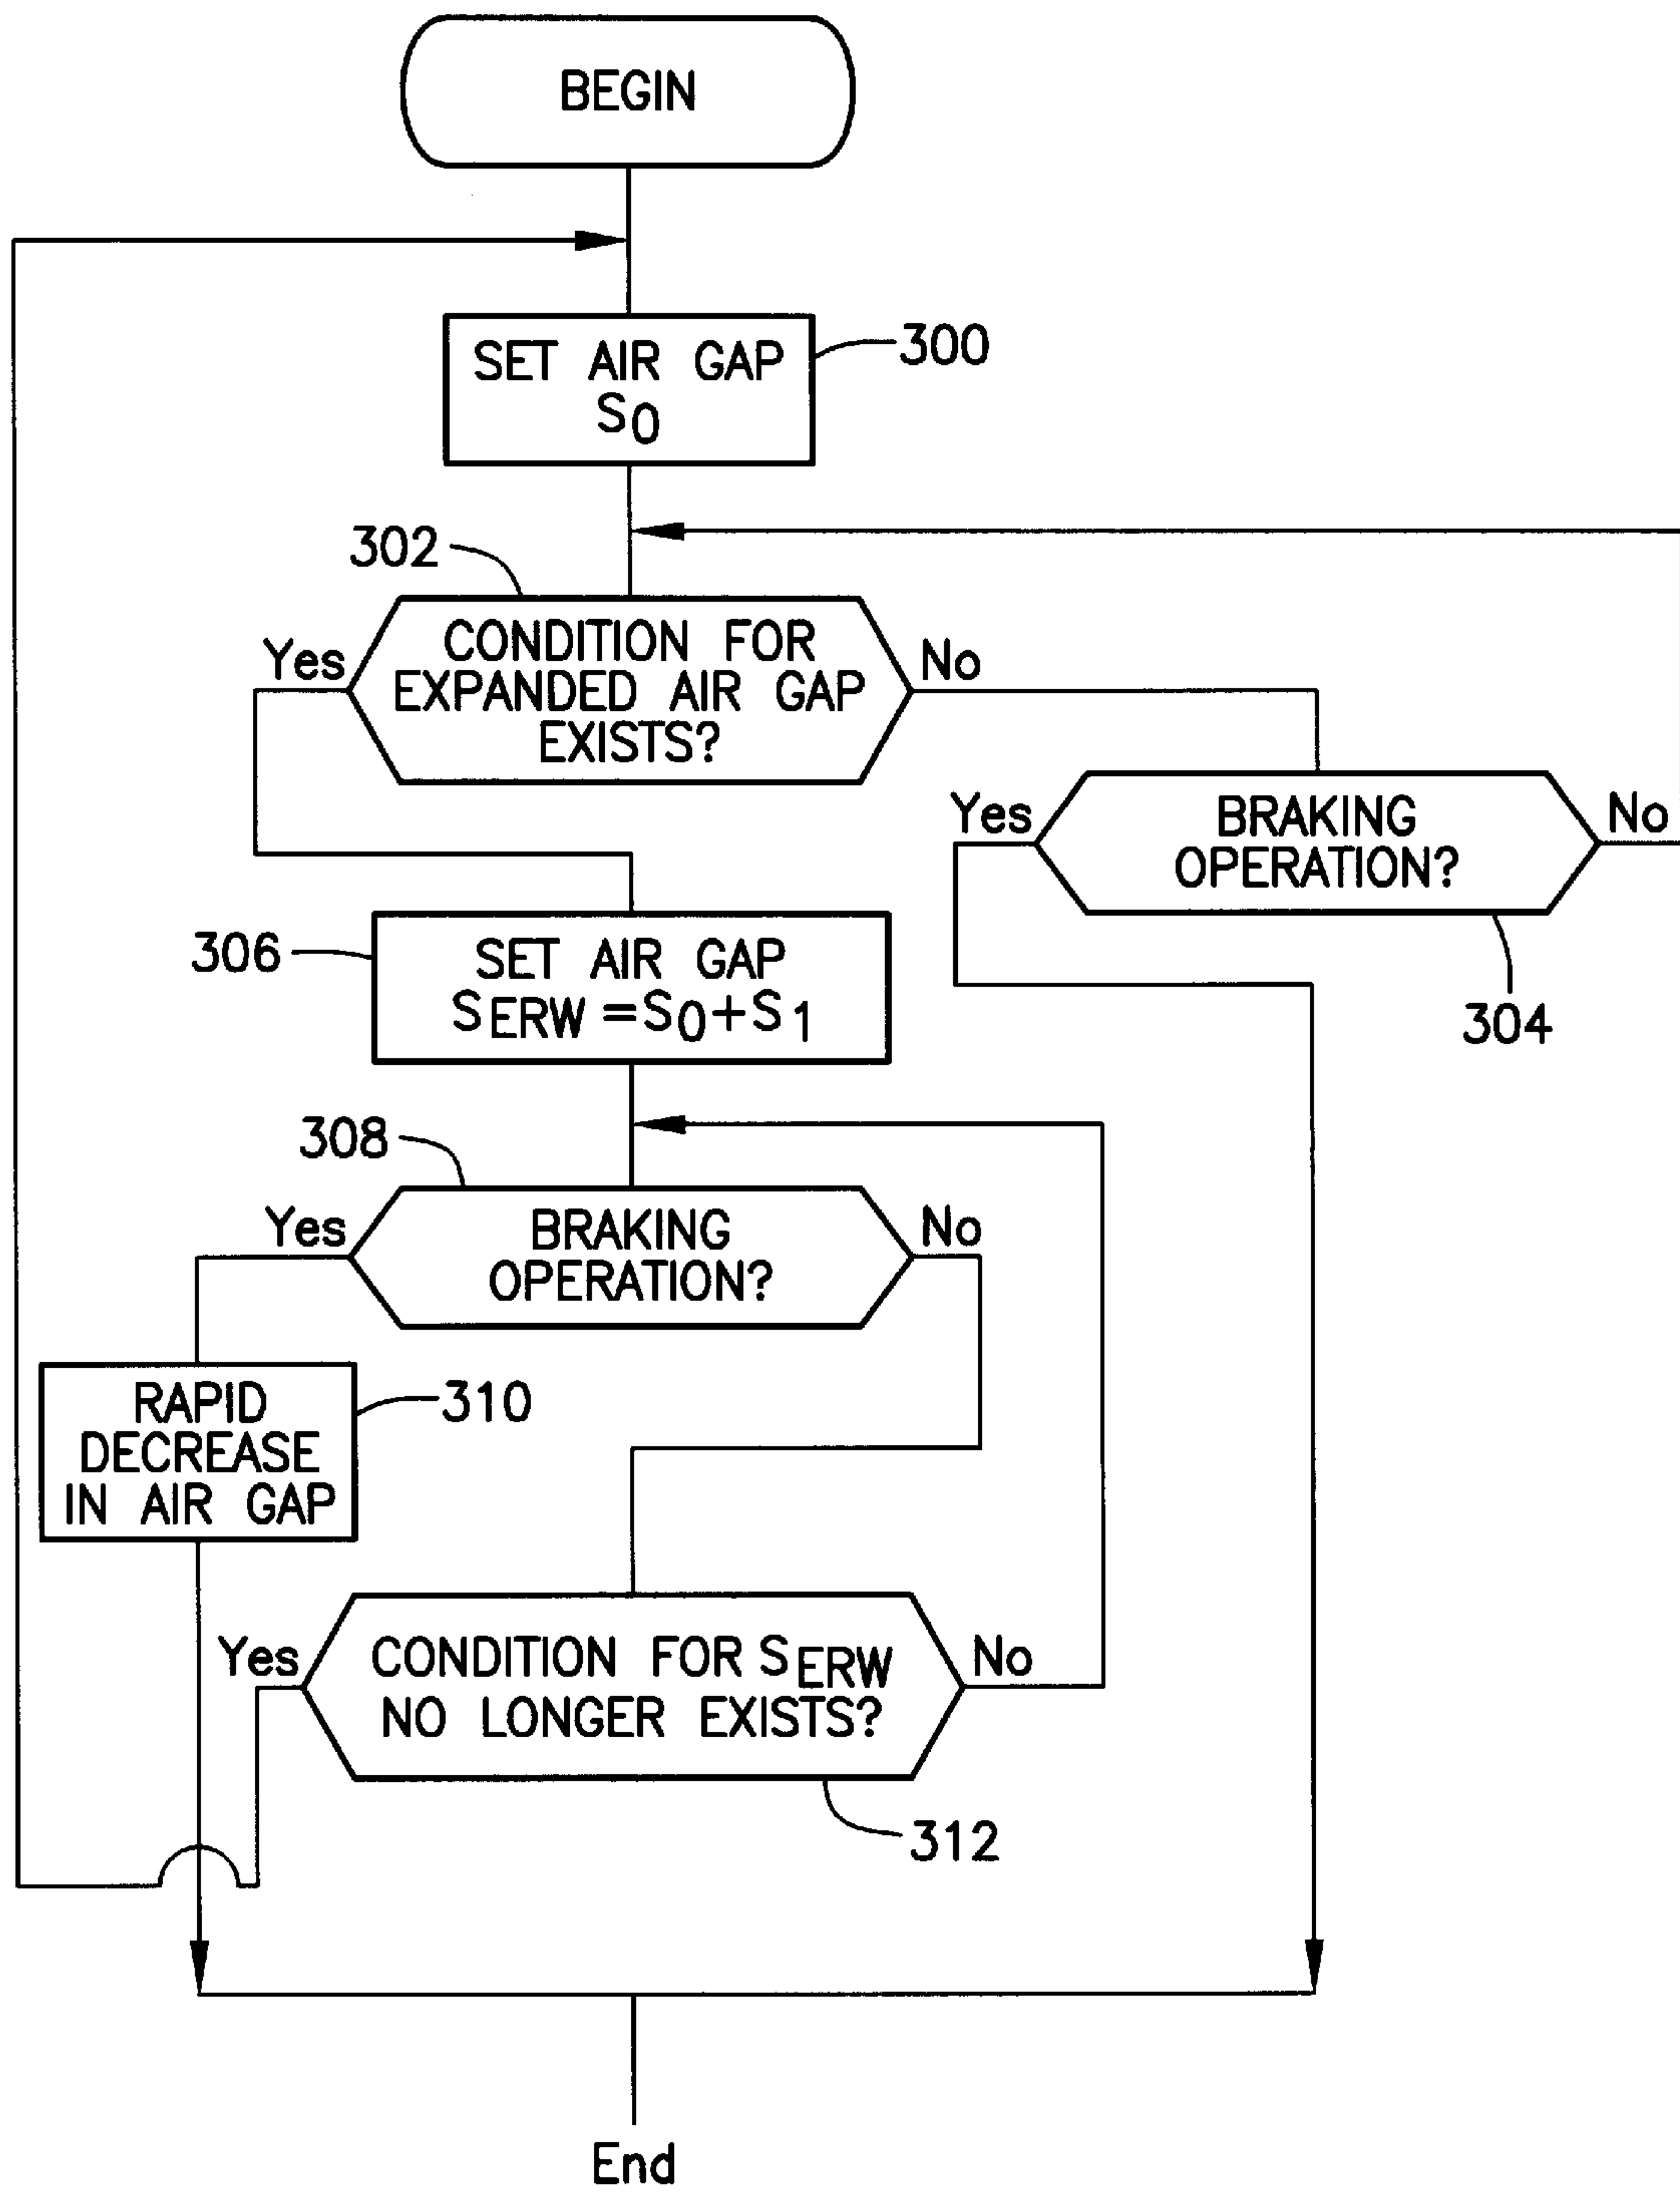 BEGIN
SET AIR GAP
S0
300
302
Yes
CONDITION FOR
EXPANDED AIR GAP
EXISTS?
No
Yes
BRAKING
OPERATION?
No
304
306
SET AIR GAP
SERW = S0 + S1
308
Yes
BRAKING
OPERATION?
No
RAPID
DECREASE
IN AIR GAP
310
Yes
CONDITION FOR SERW
NO LONGER EXISTS?
No
312
End